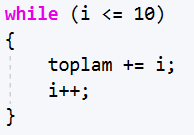 while (i <= 10)
{
    toplam += i;
    i++;
}